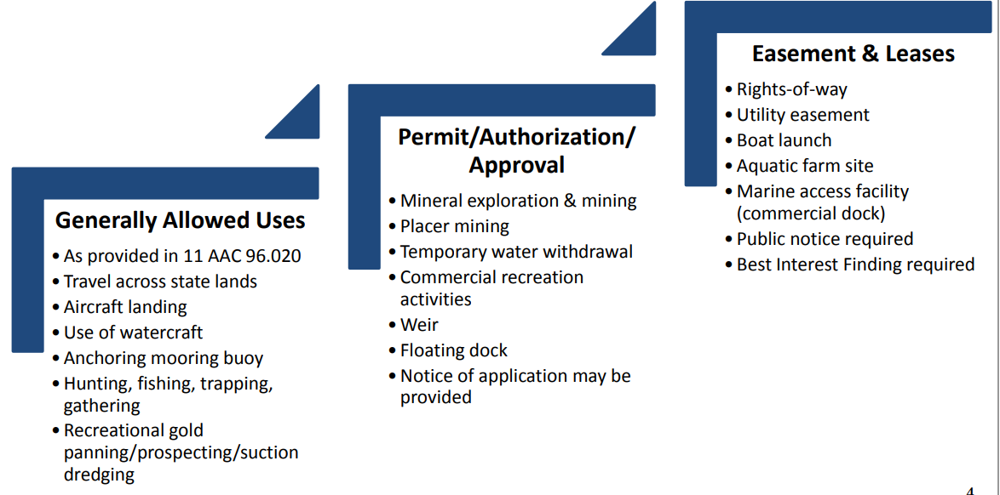 Generally Allowed Uses
• As provided in 11 AAC 96.020
• Travel across state lands
• Aircraft landing
• Use of watercraft
• Anchoring mooring buoy
• Hunting, fishing, trapping,
gathering
• Recreational gold
panning/prospecting/suction
dredging
Permit/Authorization/
Approval
• Mineral exploration & mining
• Placer mining
• Temporary water withdrawal
• Commercial recreation
activities
• Weir
• Floating dock
• Notice of application may be
provided
Easement & Leases
• Rights-of-way
• Utility easement
• Boat launch
• Aquatic farm site
• Marine access facility
(commercial dock)
• Public notice required
• Best Interest Finding required
4